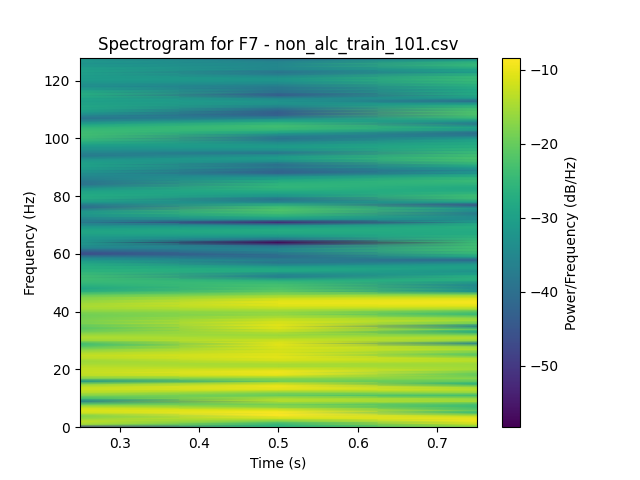 Spectrogram for F7 - non_alc_train_101.csv
120
100
80
60
40
20
0
Frequency (Hz)
0.3 0.4 0.5 0.6 0.7
Time (s)
−10
−20
−30
−40
−50
Power/Frequency (dB/Hz)